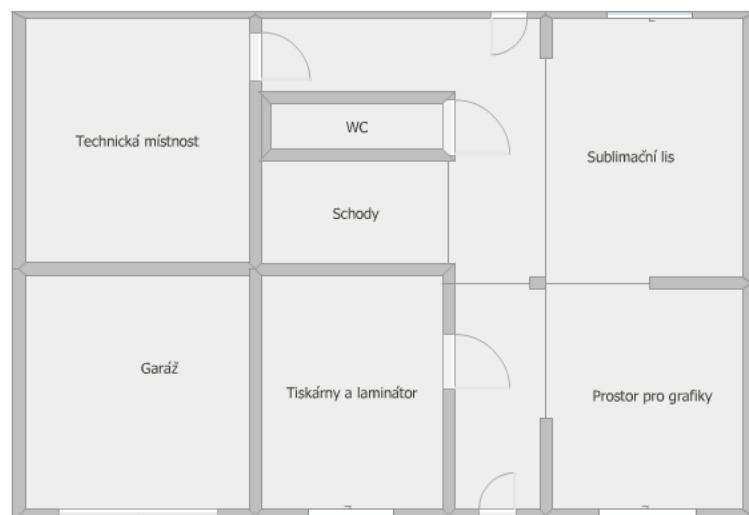 WC
Technická místnost
Sublimační lis
Schody
Garáž
Tiskárny a laminátor
Prostor pro grafiky